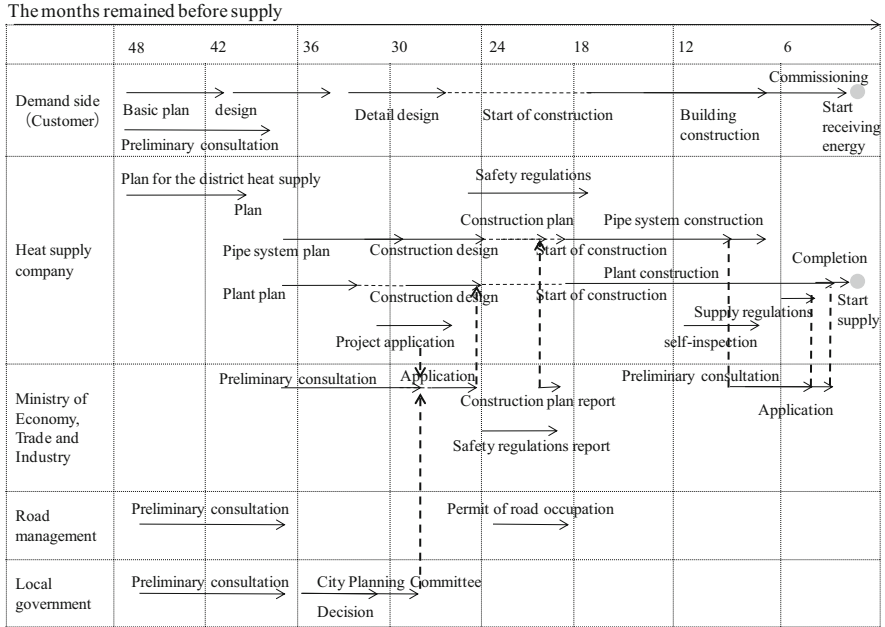 The months remained before supply
48 42 36 30 24 18 12 6
Demand side
(Customer)
Basic plan
design
Preliminary consultation
Detail design
Start of construction
Building
construction
Commissioning
Start
receiving
energy
Heat supply
company
Plan for the district heat supply
Plan
Safety regulations
Construction plan
Pipe system construction
Pipe system plan
Construction design
Start of construction
Plant construction
Completion
Plant plan
Construction design
Start of construction
Start
supply
Supply regulations
Project application
self-inspection
Ministry of
Economy,
Trade and
Industry
Preliminary consultation
Application
Construction plan report
Preliminary consultation
Application
Safety regulations report
Road
management
Preliminary consultation
Permit of road occupation
Local
government
Preliminary consultation
City Planning Committee
Decision